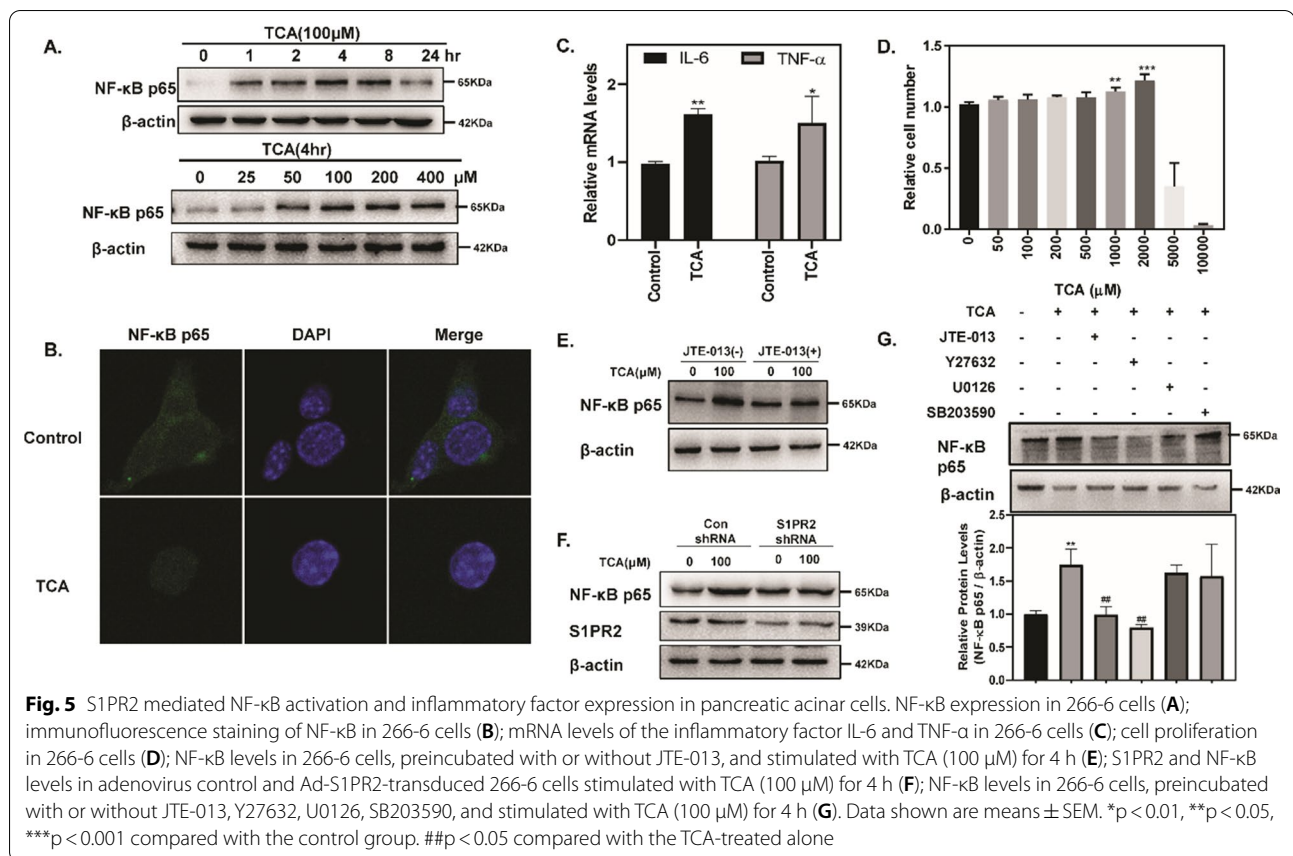 A.
TCA(100μM)
0 1 2 4 8 24 hr
NF-κB p65
65KDa
β-actin
42KDa
TCA(4hr)
0 25 50 100 200 400 μM
NF-κB p65
65KDa
β-actin
42KDa
B.
NF-κB p65 DAPI Merge
Control
TCA
C.
IL-6 TNF-α
Relative mRNA levels
2
1
0
** *
Control TCA Control TCA
D.
Relative cell number
1.5
1.0
0.5
0.0
** ***
0 50 100 200 500 1000 2000 5000 10000
TCA (μM)
E.
JTE-013(-) JTE-013(+)
TCA(μM) 0 100 0 100
NF-κB p65
65KDa
β-actin
42KDa
F.
Con shRNA S1PR2 shRNA
TCA(μM) 0 100 0 100
NF-κB p65
65KDa
S1PR2
39KDa
β-actin
42KDa
G.
TCA - + + + + +
JTE-013 - - + - - -
Y27632 - - - + - -
U0126 - - - - + -
SB203590 - - - - - +
NF-κB
p65
65KDa
β-actin
42KDa
Relative Protein Levels
(NF-κB p65 / β-actin)
2.5
2.0
1.5
1.0
0.5
0.0
** ## ##
Fig. 5 S1PR2 mediated NF-κB activation and inflammatory factor expression in pancreatic acinar cells. NF-κB expression in 266-6 cells (A);
immunofluorescence staining of NF-κB in 266-6 cells (B); mRNA levels of the inflammatory factor IL-6 and TNF-α in 266-6 cells (C); cell proliferation
in 266-6 cells (D); NF-κB levels in 266-6 cells, preincubated with or without JTE-013, and stimulated with TCA (100 μM) for 4 h (E); S1PR2 and NF-κB
levels in adenovirus control and Ad-S1PR2-transduced 266-6 cells stimulated with TCA (100 μM) for 4 h (F); NF-κB levels in 266-6 cells, preincubated
with or without JTE-013, Y27632, U0126, SB203590, and stimulated with TCA (100 μM) for 4 h (G). Data shown are means ± SEM. *p < 0.01, **p < 0.05,
***p < 0.001 compared with the control group. ##p < 0.05 compared with the TCA-treated alone